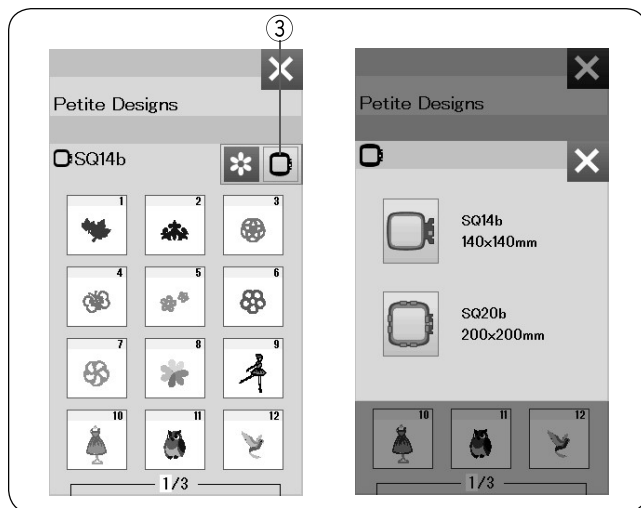 ③
Petite Designs
SQ14b
1 2 3
4 5 6
7 8 9
10 11 12
1/3
Petite Designs
SQ14b
140x140mm
SQ20b
200x200mm
10 11 12
1/3